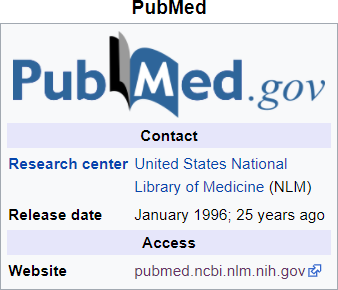 PubMed
PubMed.gov
Contact
Research center United States National
Library of Medicine (NLM)
Release date January 1996; 25 years ago
Access
Website pubmed.ncbi.nlm.nih.gov